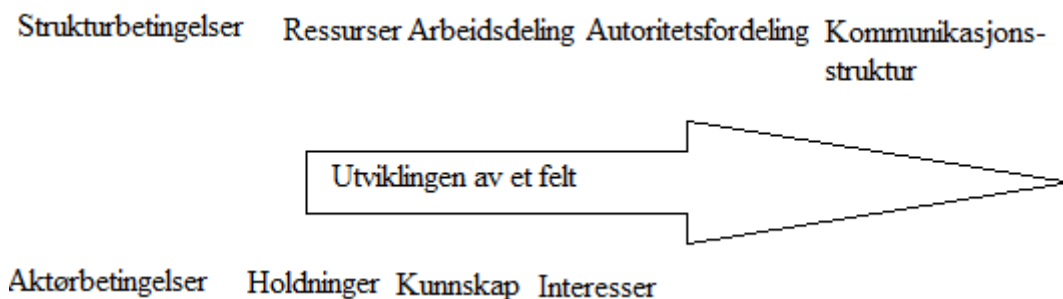 Strukturbetingelser Ressurser Arbeidsdeling Autoritetsfordeling Kommunikasjons-
struktur
Utviklingen av et felt
Aktørbetingelser Holdninger Kunnskap Interesser